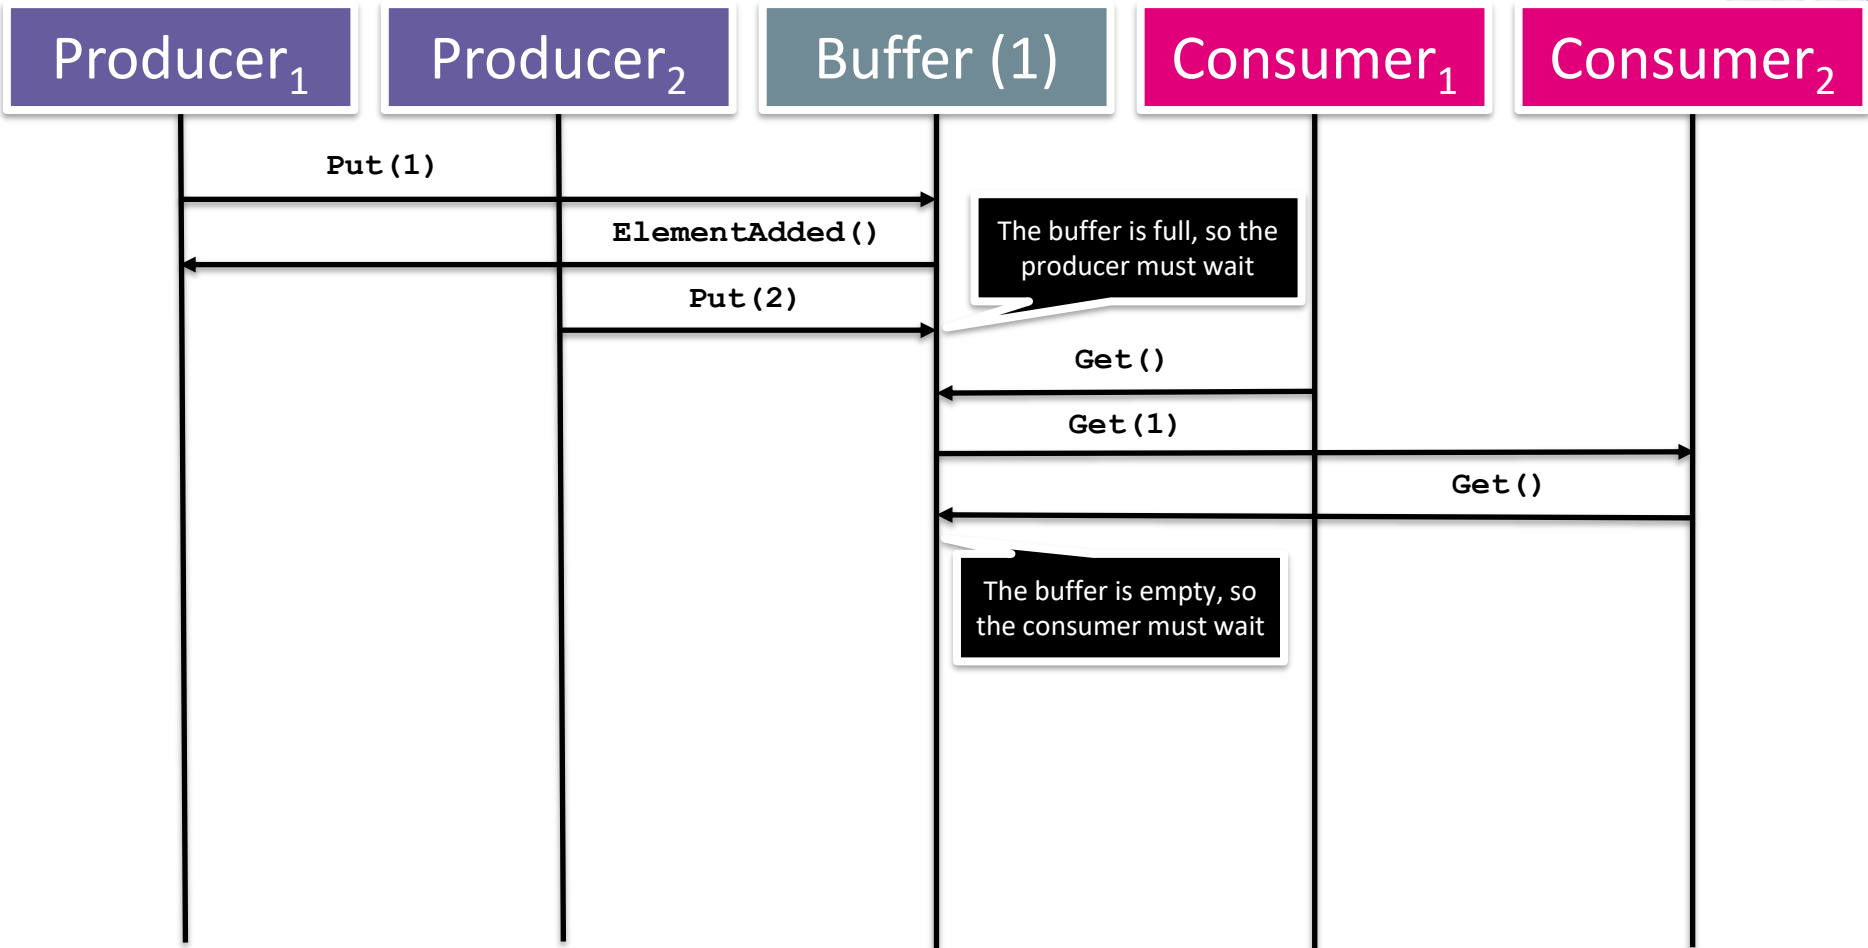 Producer₁
Producer₂
Buffer (1)
Consumer₁
Consumer₂
Put(1)
ElementAdded()
The buffer is full, so the
producer must wait
Put(2)
Get()
Get(1)
Get()
The buffer is empty, so
the consumer must wait